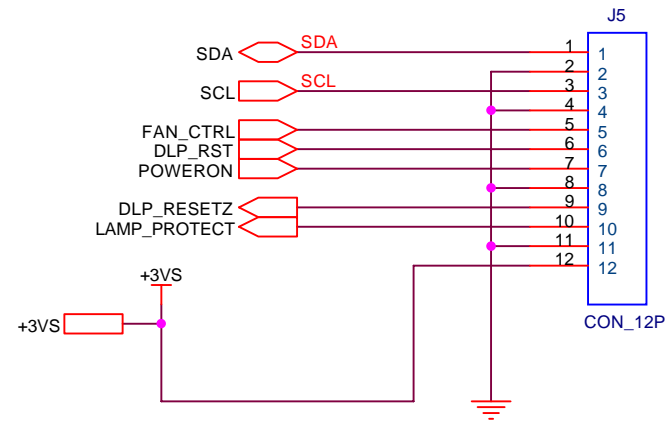 J5
SDA SDA 1 1
2 2
SCL SCL 3 3
4 4
FAN_CTRL 5 5
DLP_RST 6 6
POWERON 7 7
8 8
DLP_RESETZ 9 9
LAMP_PROTECT 10 10
11 11
12 12
+3VS
+3VS
CON_12P